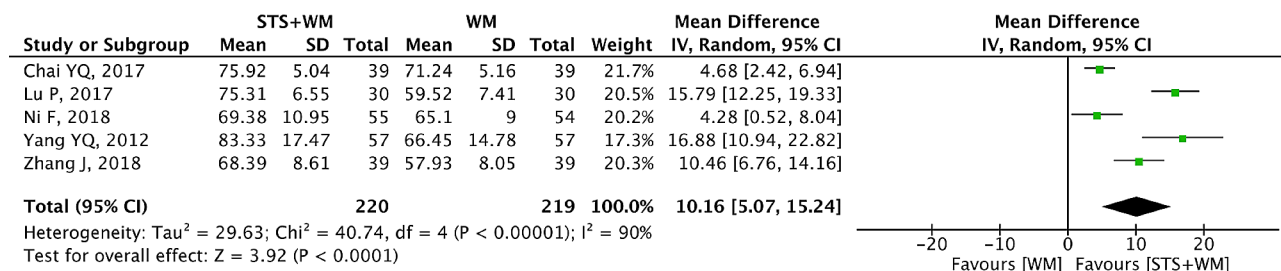 STS+WM WM Mean Difference Mean Difference
Study or Subgroup Mean SD Total Mean SD Total Weight IV, Random, 95% CI IV, Random, 95% CI
Chai YQ, 2017 75.92 5.04 39 71.24 5.16 39 21.7% 4.68 [2.42, 6.94]
Lu P, 2017 75.31 6.55 30 59.52 7.41 30 20.5% 15.79 [12.25, 19.33]
Ni F, 2018 69.38 10.95 55 65.1 9 54 20.2% 4.28 [0.52, 8.04]
Yang YQ, 2012 83.33 17.47 57 66.45 14.78 57 17.3% 16.88 [10.94, 22.82]
Zhang J, 2018 68.39 8.61 39 57.93 8.05 39 20.3% 10.46 [6.76, 14.16]
Total (95% CI) 220 219 100.0% 10.16 [5.07, 15.24]
Heterogeneity: Tau² = 29.63; Chi² = 40.74, df = 4 (P < 0.00001); I² = 90%
Test for overall effect: Z = 3.92 (P < 0.0001)
-20 -10 0 10 20
Favours [WM] Favours [STS+WM]